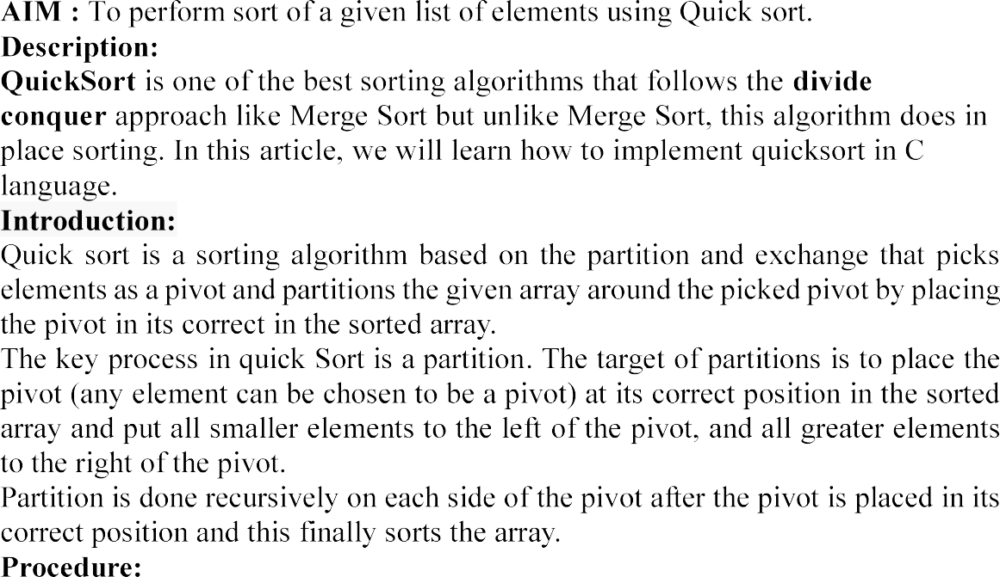 AIM : To perform sort of a given list of elements using Quick sort.
Description:
QuickSort is one of the best sorting algorithms that follows the divide
conquer approach like Merge Sort but unlike Merge Sort, this algorithm does in
place sorting. In this article, we will learn how to implement quicksort in C
language.
Introduction:
Quick sort is a sorting algorithm based on the partition and exchange that picks
elements as a pivot and partitions the given array around the picked pivot by placing
the pivot in its correct in the sorted array.
The key process in quick Sort is a partition. The target of partitions is to place the
pivot (any element can be chosen to be a pivot) at its correct position in the sorted
array and put all smaller elements to the left of the pivot, and all greater elements
to the right of the pivot.
Partition is done recursively on each side of the pivot after the pivot is placed in its
correct position and this finally sorts the array.
Procedure: